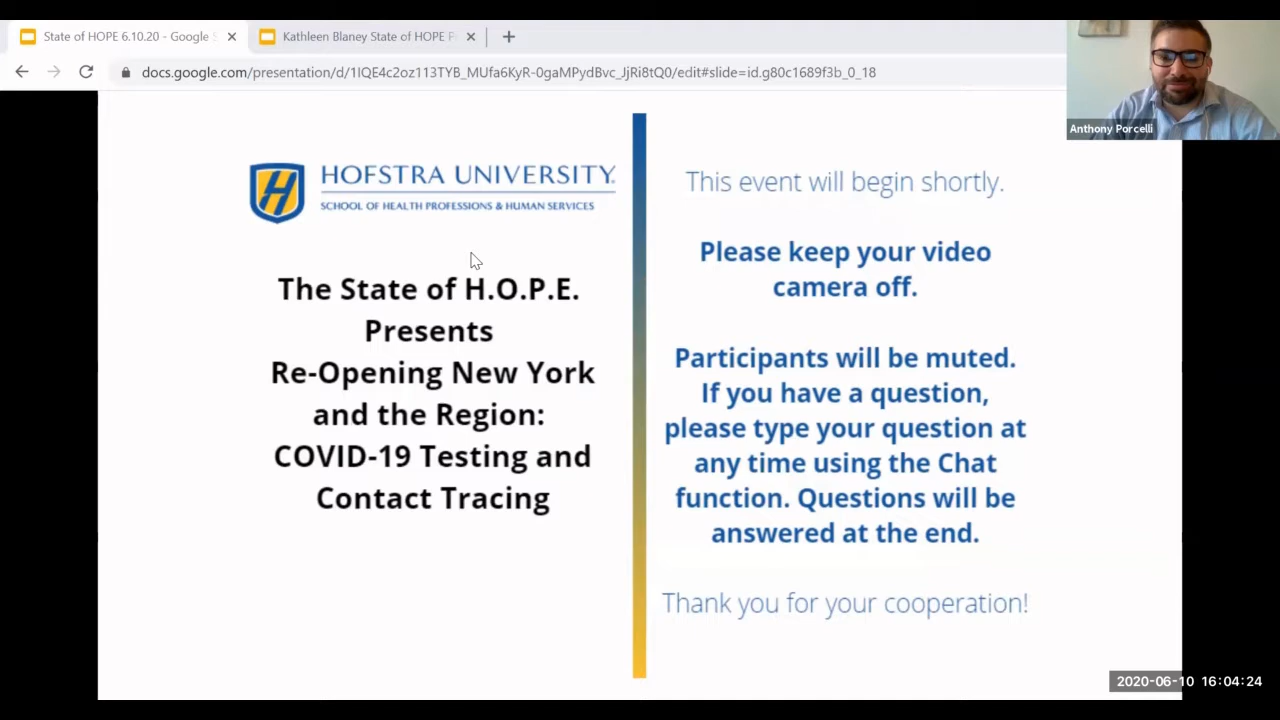 State of HOPE 6.10.20 - Google S
Kathleen Blaney State of HOPE P
docs.google.com/presentation/d/1IQE4c2oz113TYB_MUfa6KyR-0gaMPydBvc_JjRi8tQ0/edit#slide=id.g80c1689f3b_0_18
Anthony Porcelli
H
HOFSTRA UNIVERSITY®
SCHOOL OF HEALTH PROFESSIONS & HUMAN SERVICES
The State of H.O.P.E.
Presents
Re-Opening New York
and the Region:
COVID-19 Testing and
Contact Tracing
This event will begin shortly.
Please keep your video
camera off.
Participants will be muted.
If you have a question,
please type your question at
any time using the Chat
function. Questions will be
answered at the end.
Thank you for your cooperation!
2020-06-10 16:04:24